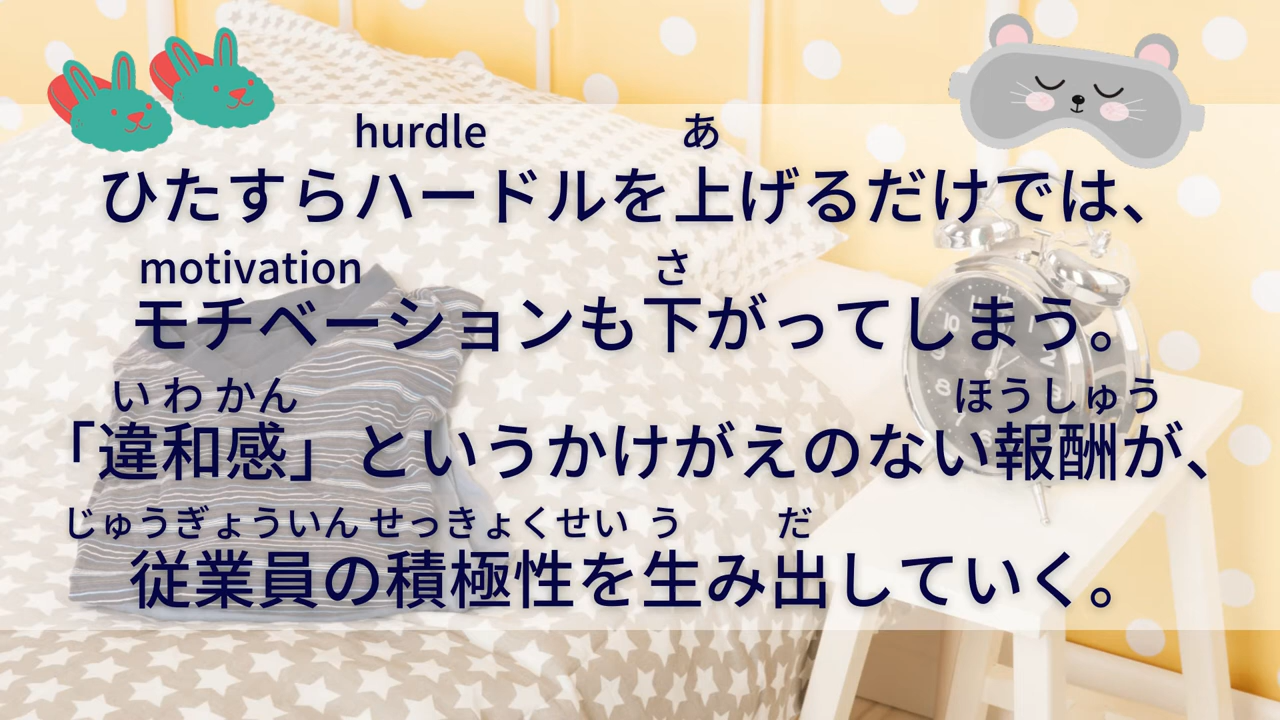 hurdle あ
ひたすらハードルを上げるだけでは、
motivation さ
モチベーションも下がってしまう。
いわかん ほうしゅう
「違和感」というかけがえのない報酬が、
じゅうぎょういん せっきょくせい う だ
従業員の積極性を生み出していく。